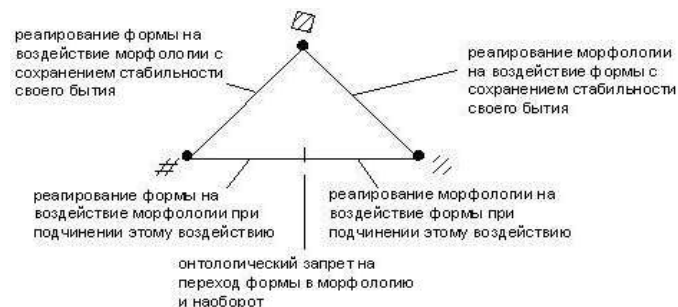 реагирование формы на
воздействие морфологии с
сохранением стабильности
своего бытия
реагирование морфологии
на воздействие формы с
сохранением стабильности
своего бытия
реагирование формы на
воздействие морфологии при
подчинении этому воздействию
реагирование морфологии на
воздействие формы при
подчинении этому воздействию
онтологический запрет на
переход формы в морфологию
и наоборот